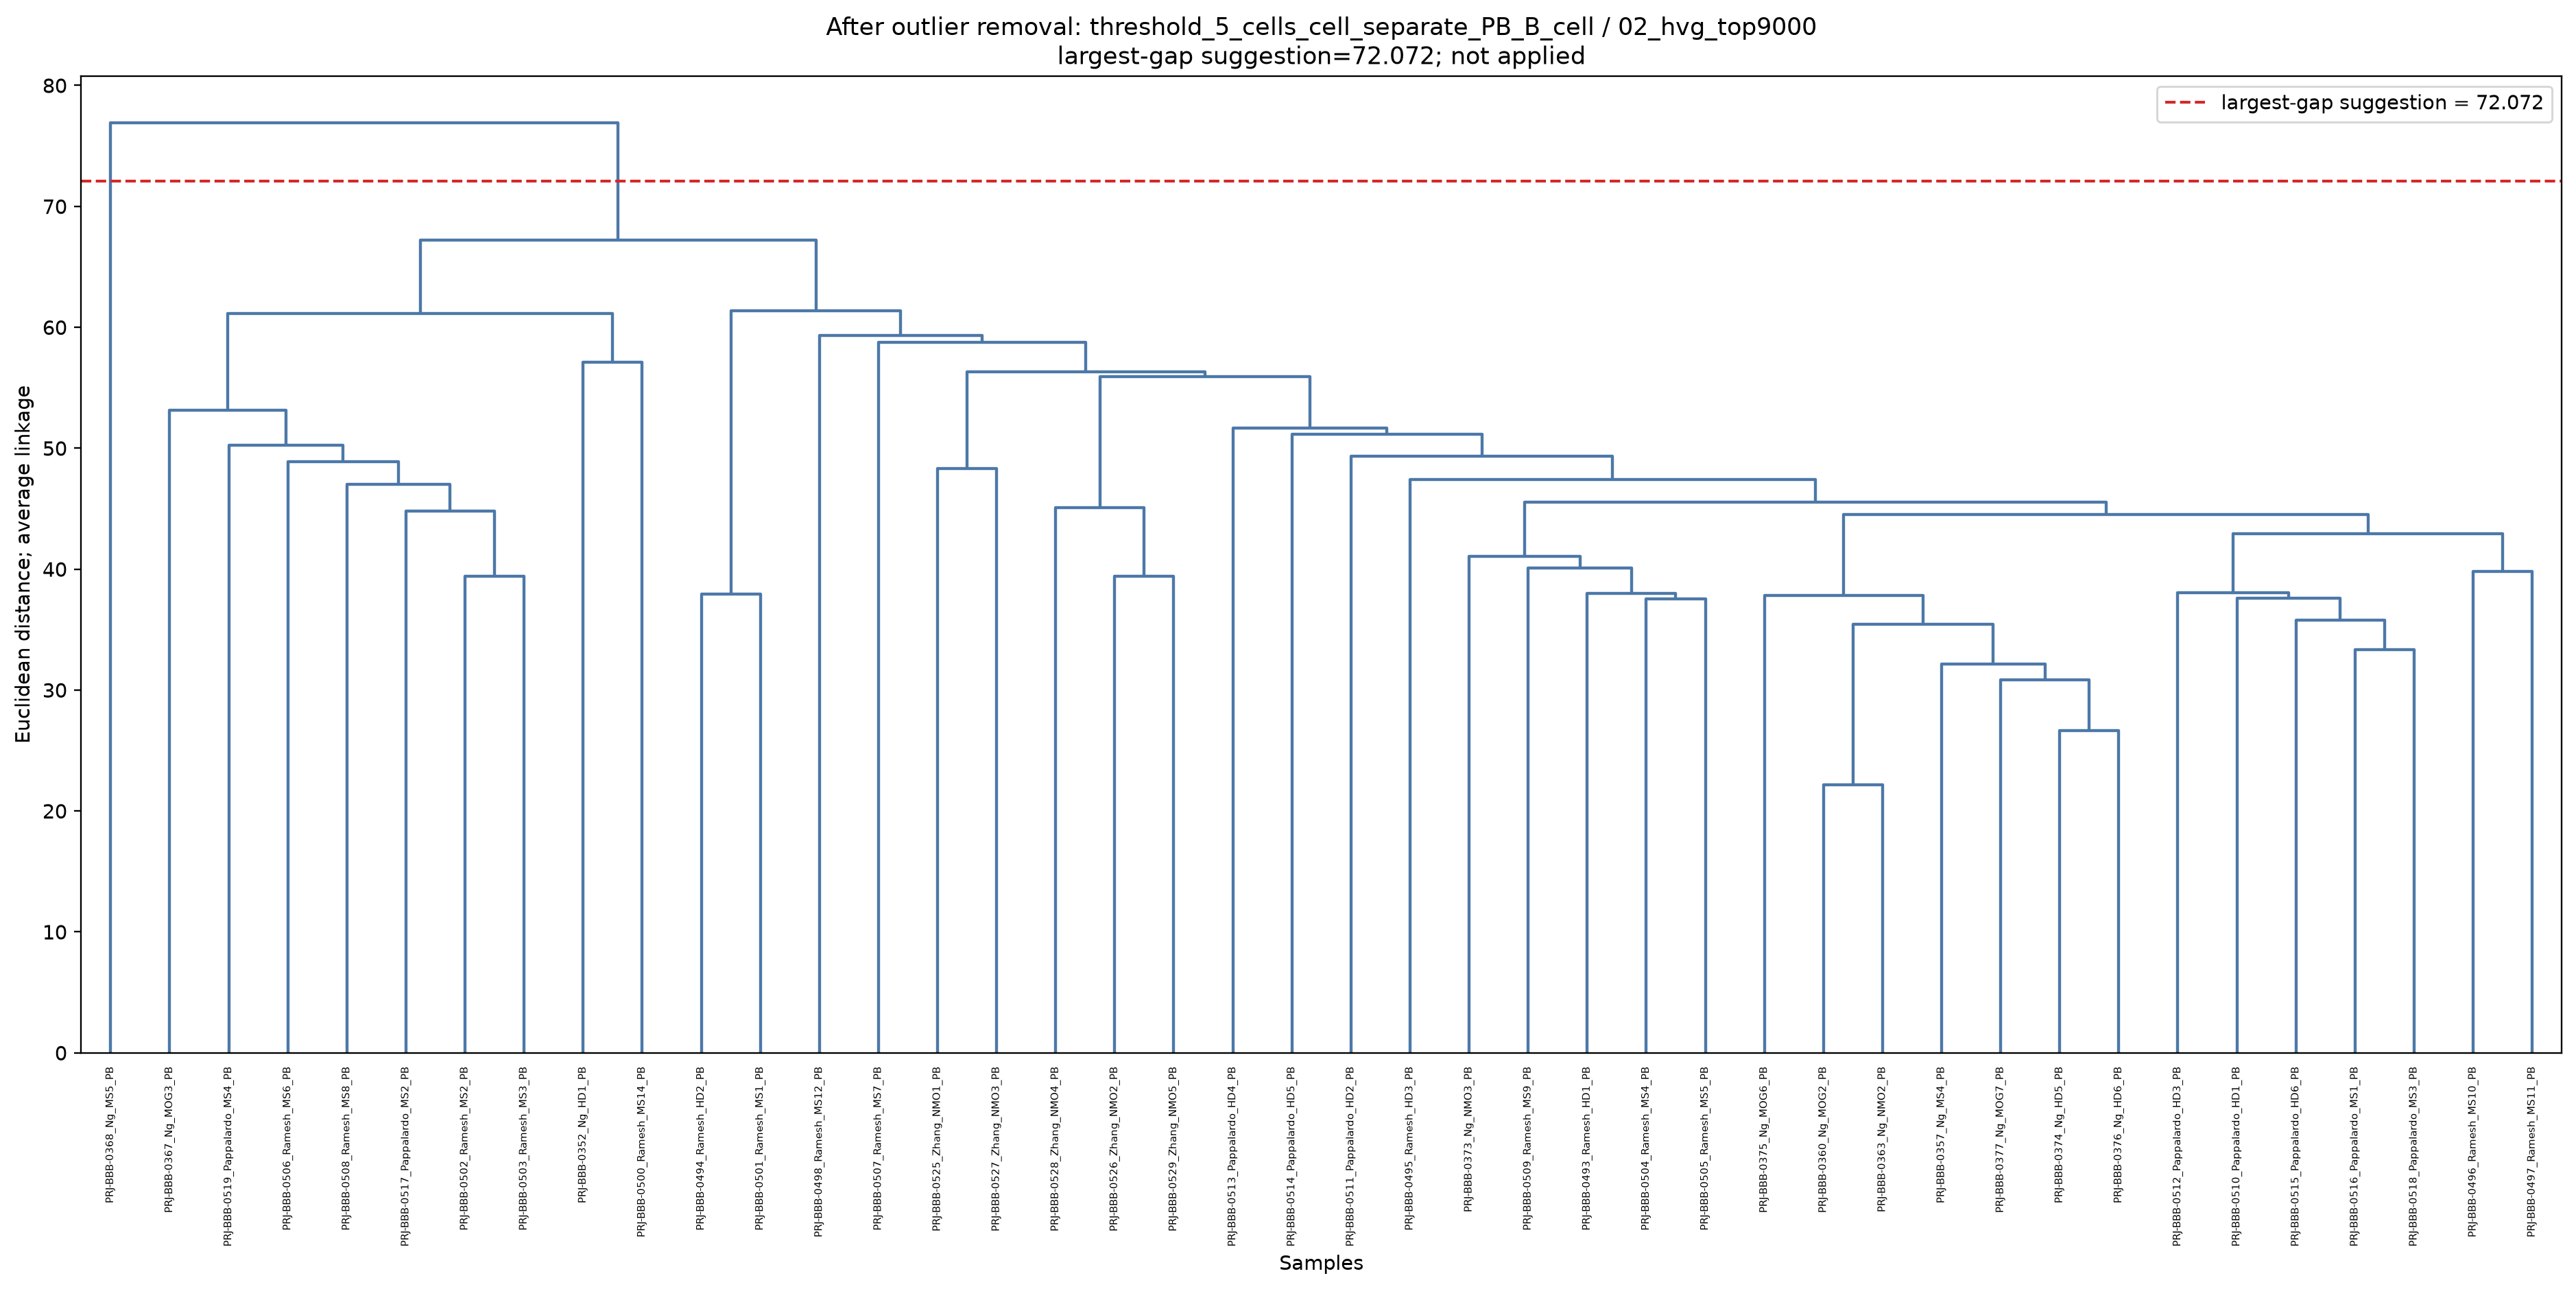 After outlier removal: threshold_5_cells_cell_separate_PB_B_cell / 02_hvg_top9000
largest-gap suggestion=72.072; not applied
largest-gap suggestion = 72.072
Euclidean distance; average linkage
80
70
60
50
40
30
20
10
0
PRJ-BBB-0368_Ng_MS5_PB
PRJ-BBB-0367_Ng_MOG3_PB
PRJ-BBB-0519_Pappalardo_MS4_PB
PRJ-BBB-0506_Ramesh_MS6_PB
PRJ-BBB-0508_Ramesh_MS8_PB
PRJ-BBB-0517_Pappalardo_MS2_PB
PRJ-BBB-0502_Ramesh_MS2_PB
PRJ-BBB-0503_Ramesh_MS3_PB
PRJ-BBB-0352_Ng_HD1_PB
PRJ-BBB-0500_Ramesh_MS14_PB
PRJ-BBB-0494_Ramesh_HD2_PB
PRJ-BBB-0501_Ramesh_MS1_PB
PRJ-BBB-0498_Ramesh_MS12_PB
PRJ-BBB-0507_Ramesh_MS7_PB
PRJ-BBB-0525_Zhang_NMO1_PB
PRJ-BBB-0527_Zhang_NMO3_PB
PRJ-BBB-0528_Zhang_NMO4_PB
PRJ-BBB-0526_Zhang_NMO2_PB
PRJ-BBB-0529_Zhang_NMO5_PB
PRJ-BBB-0513_Pappalardo_HD4_PB
PRJ-BBB-0514_Pappalardo_HD5_PB
PRJ-BBB-0511_Pappalardo_HD2_PB
PRJ-BBB-0495_Ramesh_HD3_PB
PRJ-BBB-0373_Ng_NMO3_PB
PRJ-BBB-0509_Ramesh_MS9_PB
PRJ-BBB-0493_Ramesh_HD1_PB
PRJ-BBB-0504_Ramesh_MS4_PB
PRJ-BBB-0505_Ramesh_MS5_PB
PRJ-BBB-0375_Ng_MOG6_PB
PRJ-BBB-0360_Ng_MOG2_PB
PRJ-BBB-0363_Ng_NMO2_PB
PRJ-BBB-0357_Ng_MS4_PB
PRJ-BBB-0377_Ng_MOG7_PB
PRJ-BBB-0374_Ng_HD5_PB
PRJ-BBB-0376_Ng_HD6_PB
PRJ-BBB-0512_Pappalardo_HD3_PB
PRJ-BBB-0510_Pappalardo_HD1_PB
PRJ-BBB-0515_Pappalardo_HD6_PB
PRJ-BBB-0516_Pappalardo_MS1_PB
PRJ-BBB-0518_Pappalardo_MS3_PB
PRJ-BBB-0496_Ramesh_MS10_PB
PRJ-BBB-0497_Ramesh_MS11_PB
Samples